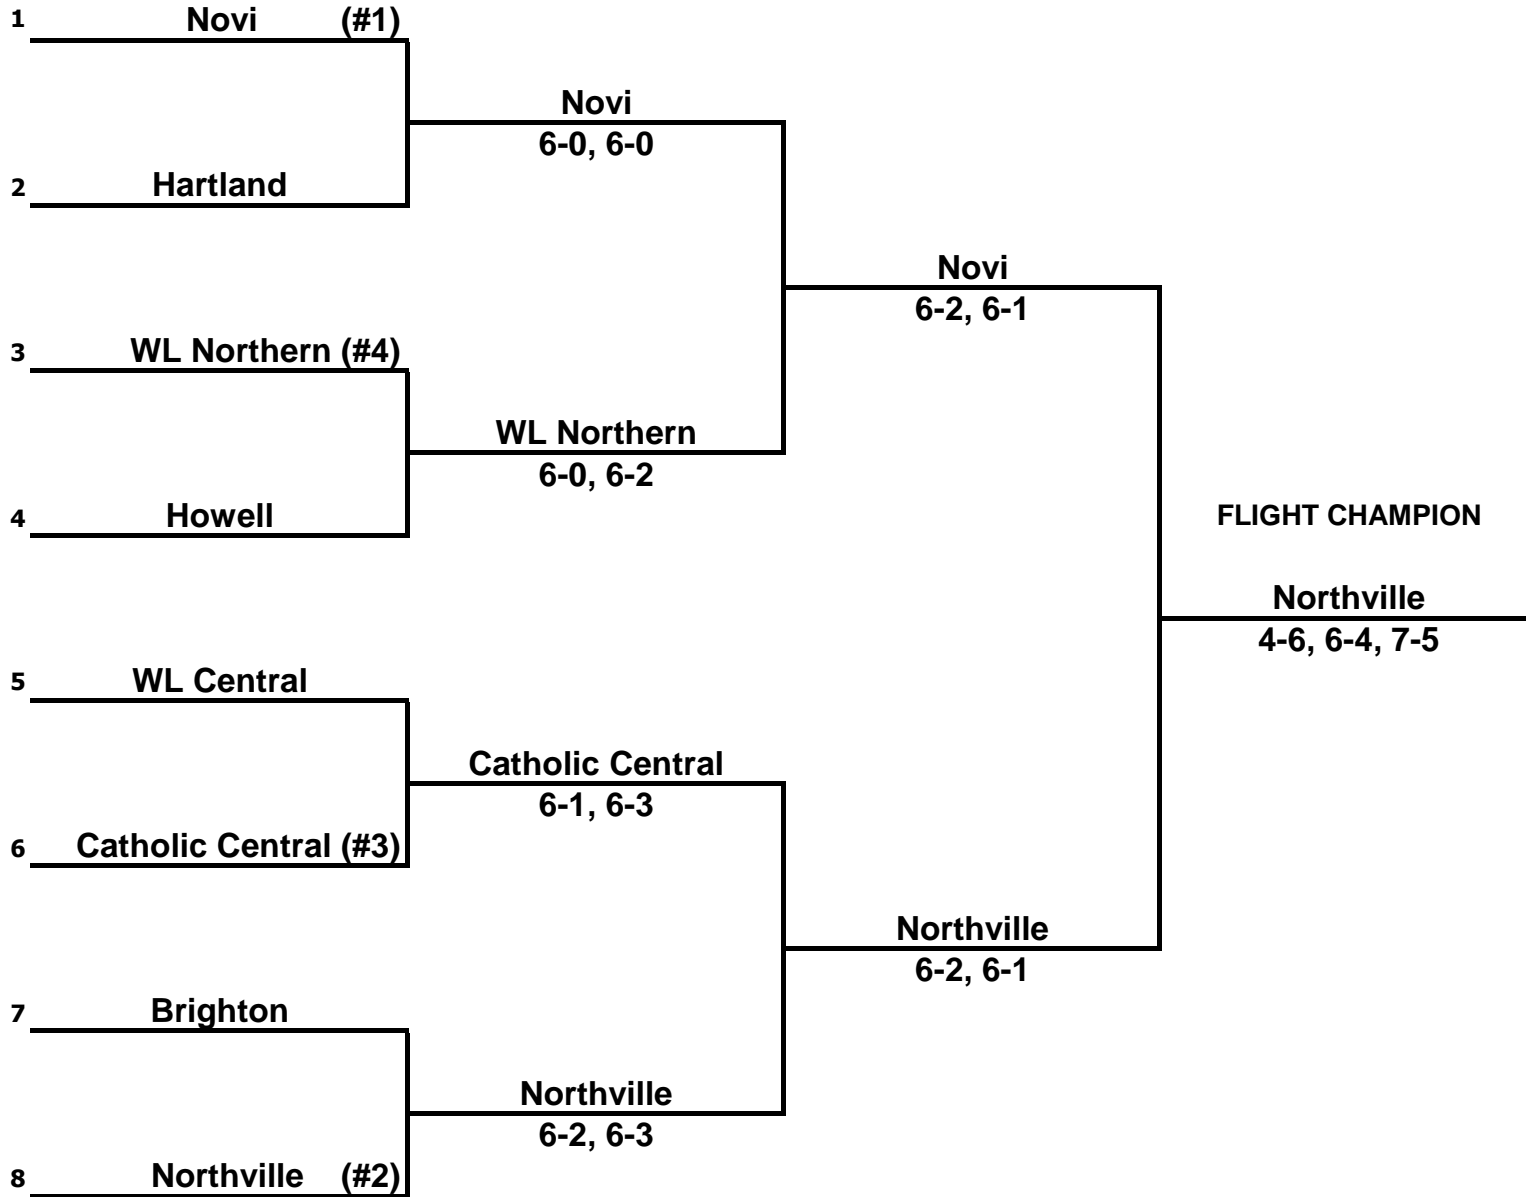 1 Novi (#1)
Novi
6-0, 6-0
2 Hartland
Novi
6-2, 6-1
3 WL Northern (#4)
WL Northern
6-0, 6-2
4 Howell
FLIGHT CHAMPION
Northville
4-6, 6-4, 7-5
5 WL Central
Catholic Central
6-1, 6-3
6 Catholic Central (#3)
Northville
6-2, 6-1
7 Brighton
Northville
6-2, 6-3
8 Northville (#2)